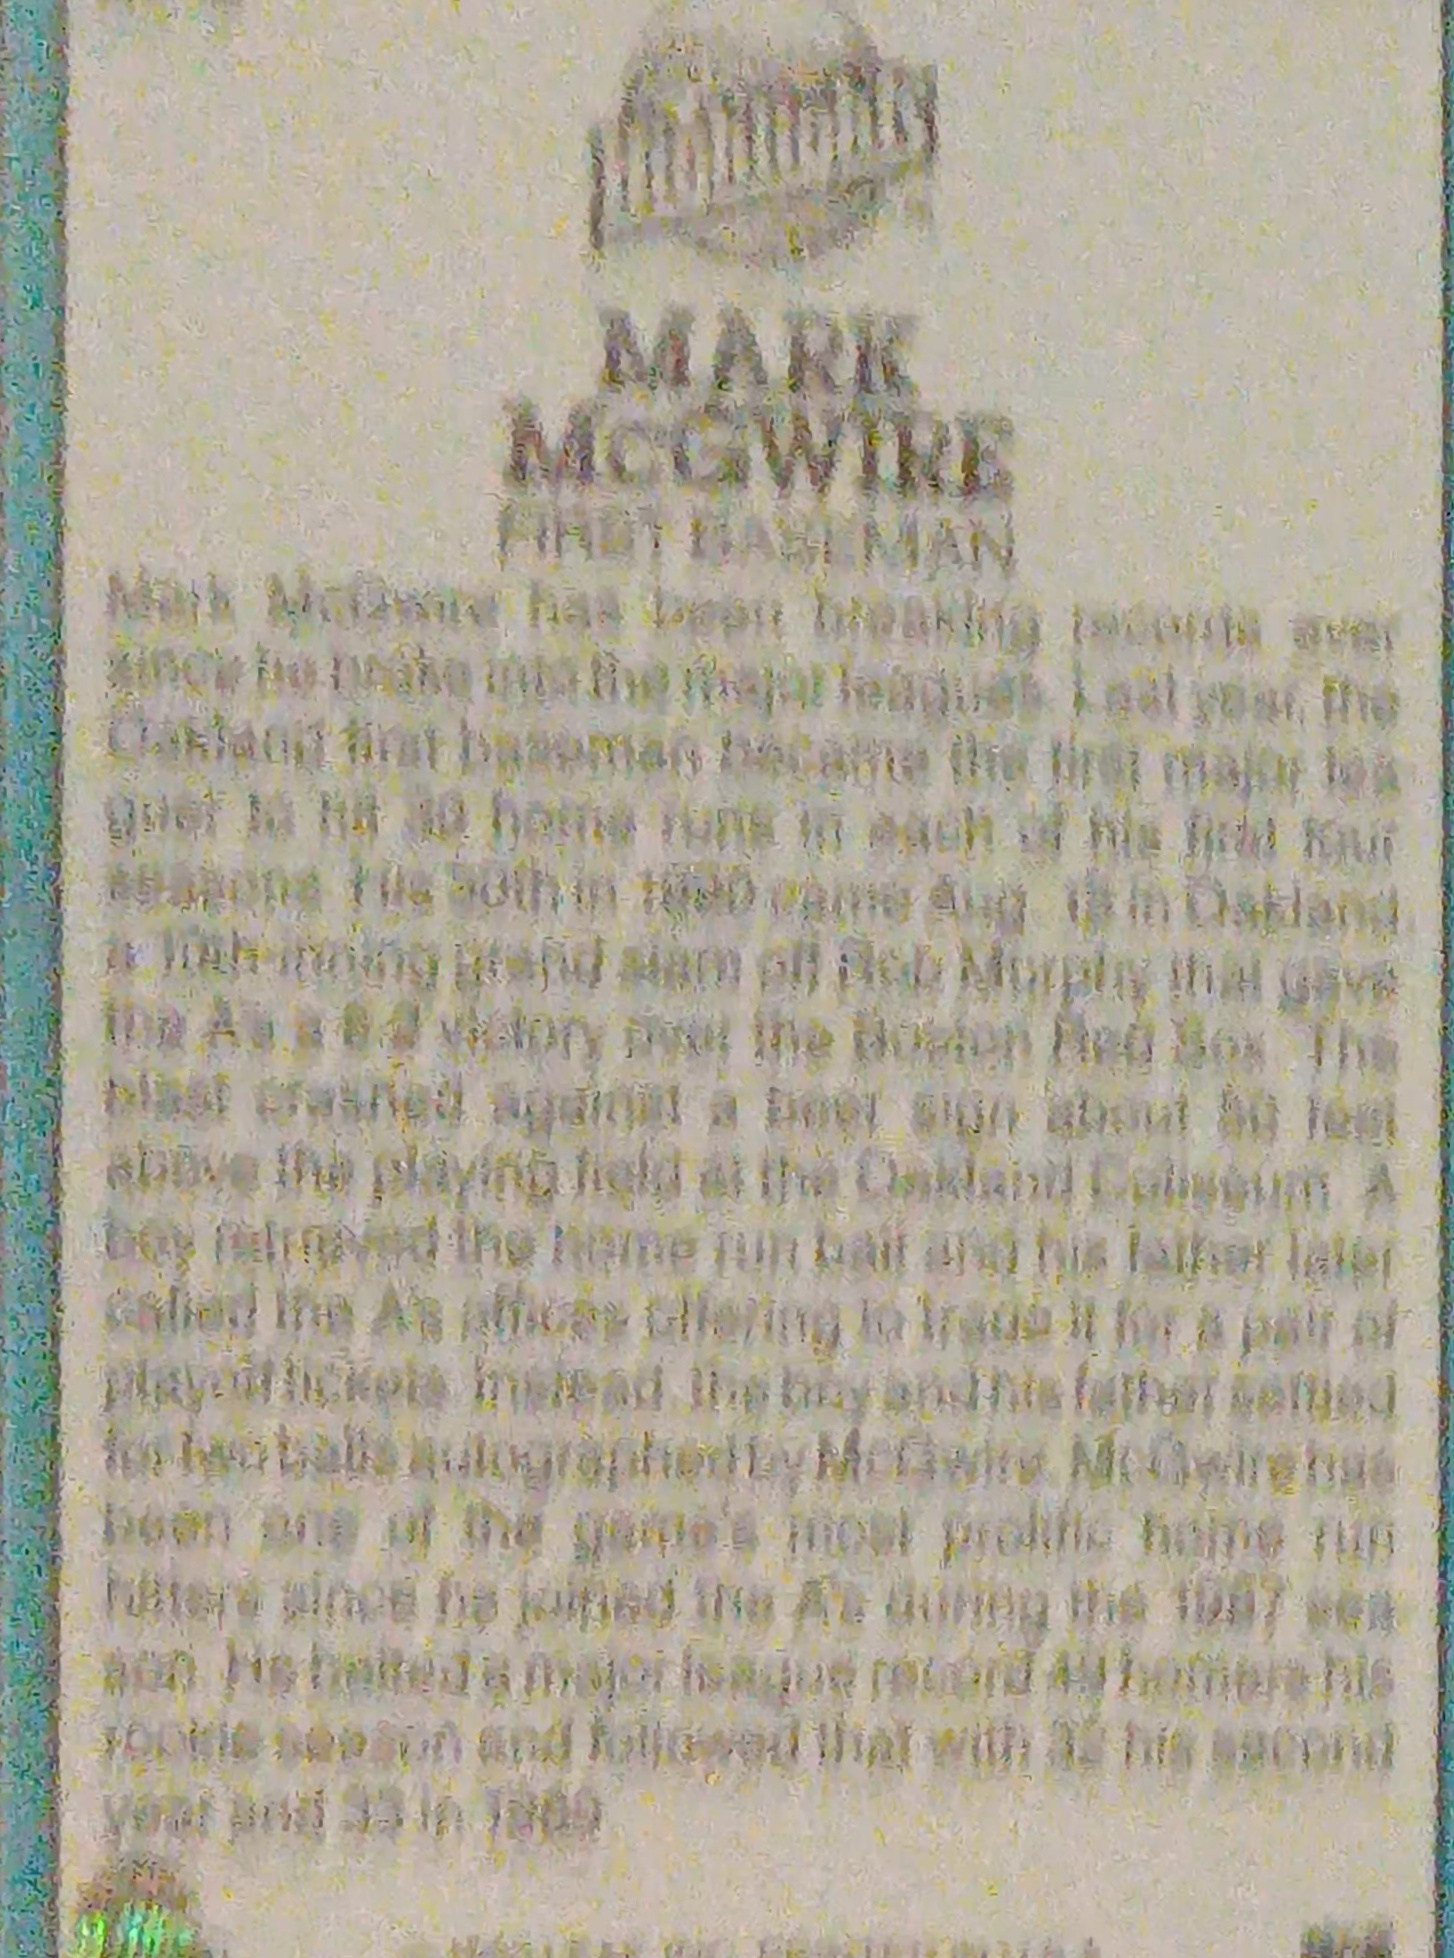 MARK
MCGWIRE
FIRST BASEMAN
Mark McGwire has been breaking records ever
since he broke into the major leagues. Last year, the
Oakland first baseman became the first major lea
guer to hit 30 home runs in each of his first four
seasons. His 30th in 1990 came Aug. in Oakland
a 10th-inning grand slam off Rob Murphy that gave
the A's a victory over the Boston Red Sox. The
blast crashed against a beer sign about feet
above the playing field at the Oakland Coliseum. A
boy retrieved the home run ball and his father later
called the A's offices offering to trade it for a pair of
playoff tickets. Instead, the boy and his father settled
for two balls autographed by McGwire. McGwire has
been one of the game's most prolific home run
hitters since he joined the A's during the 1987 sea
son. He belted a major league record 49 homers his
rookie season and followed that with 32 his second
year and 33 in 1989.